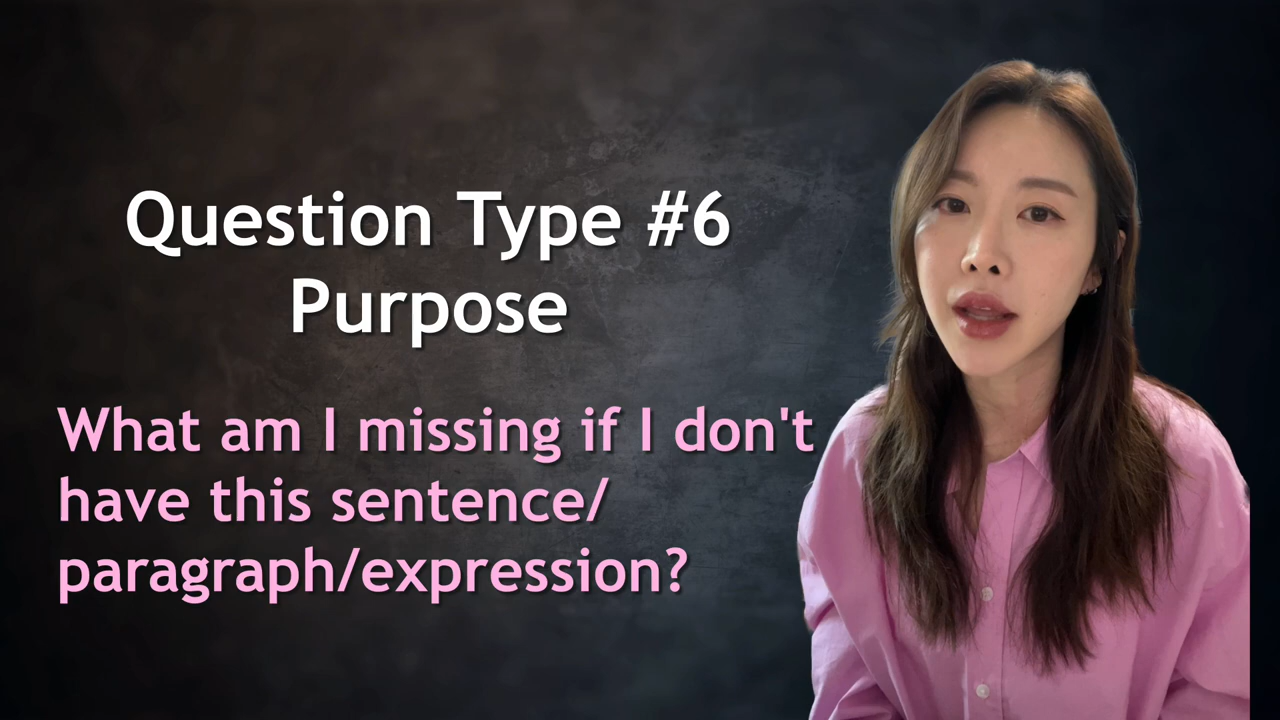 Question Type #6
Purpose
What am I missing if I don't
have this sentence/
paragraph/expression?